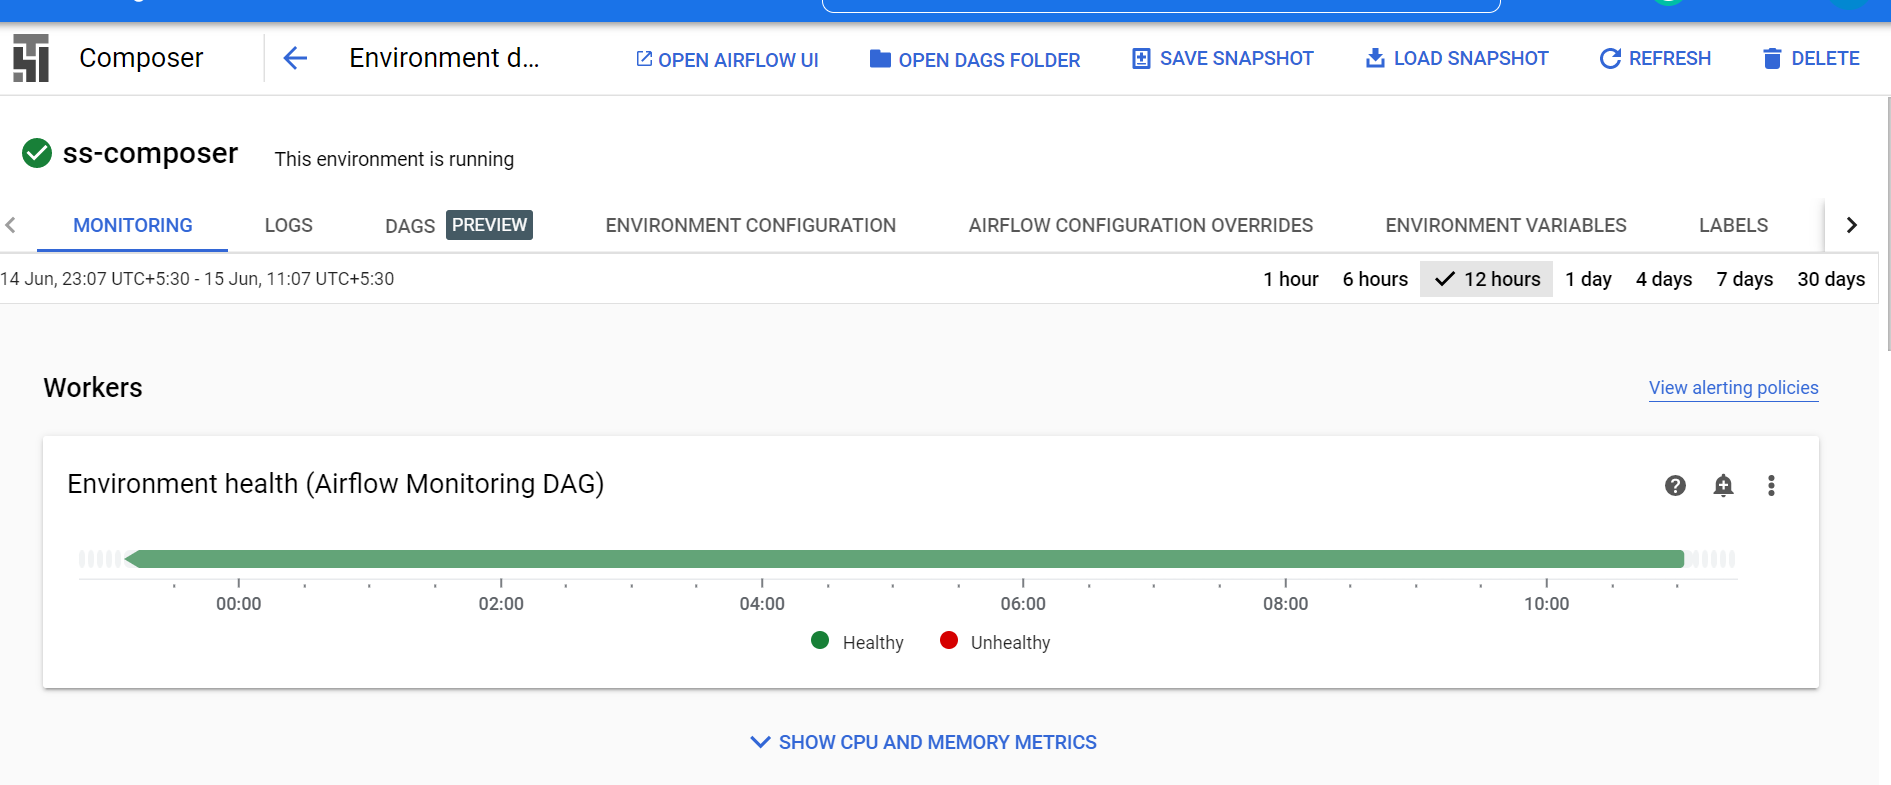 Composer
Environment d...
OPEN AIRFLOW UI
OPEN DAGS FOLDER
SAVE SNAPSHOT
LOAD SNAPSHOT
REFRESH
DELETE
ss-composer
This environment is running
MONITORING
LOGS
DAGS PREVIEW
ENVIRONMENT CONFIGURATION
AIRFLOW CONFIGURATION OVERRIDES
ENVIRONMENT VARIABLES
LABELS
14 Jun, 23:07 UTC+5:30 - 15 Jun, 11:07 UTC+5:30
1 hour
6 hours
12 hours
1 day
4 days
7 days
30 days
Workers
View alerting policies
Environment health (Airflow Monitoring DAG)
00:00
02:00
04:00
06:00
08:00
10:00
Healthy
Unhealthy
SHOW CPU AND MEMORY METRICS